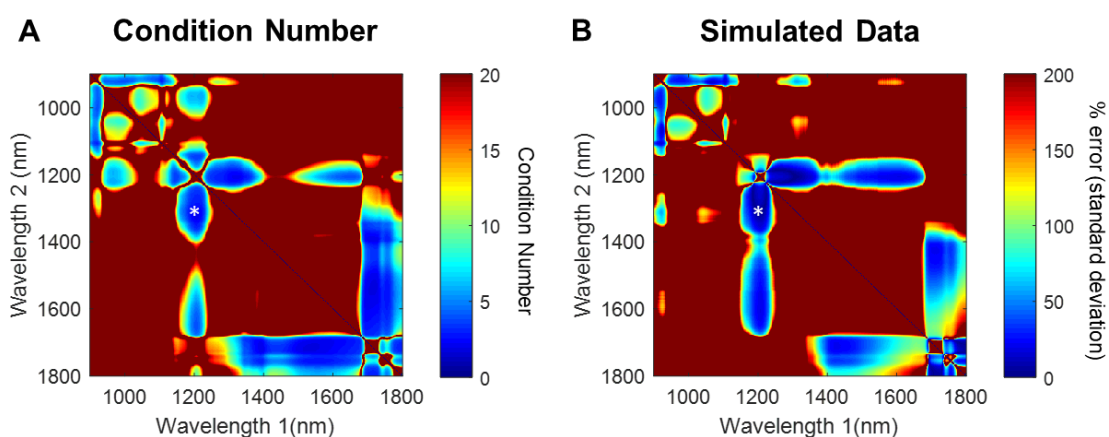 A Condition Number
1000
1200
1400
1600
1800
Wavelength 2 (nm)
1000 1200 1400 1600 1800
Wavelength 1(nm)
20
15
10
5
0
Condition Number
*
B Simulated Data
1000
1200
1400
1600
1800
Wavelength 2 (nm)
1000 1200 1400 1600 1800
Wavelength 1(nm)
200
150
100
50
0
% error (standard deviation)
*